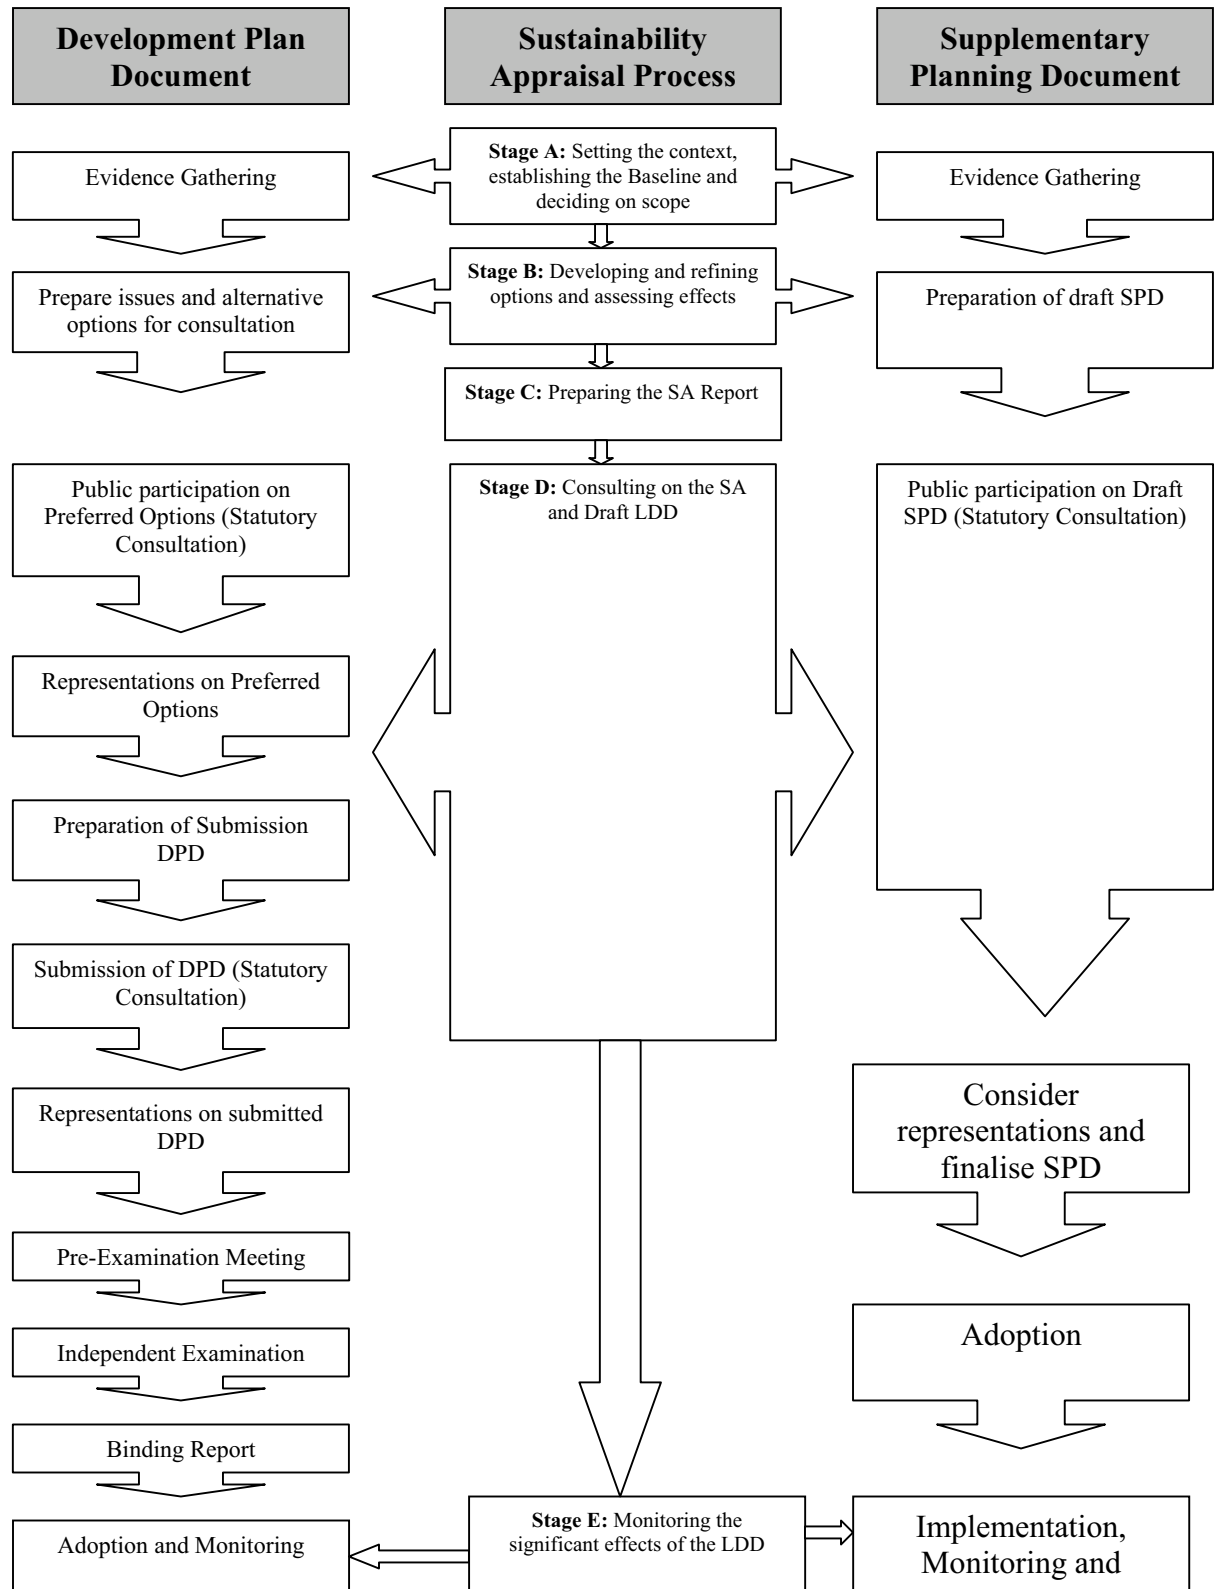 Development Plan
Document
Sustainability
Appraisal Process
Supplementary
Planning Document
Evidence Gathering
Stage A: Setting the context,
establishing the Baseline and
deciding on scope
Evidence Gathering
Prepare issues and alternative
options for consultation
Stage B: Developing and refining
options and assessing effects
Preparation of draft SPD
Stage C: Preparing the SA Report
Public participation on
Preferred Options (Statutory
Consultation)
Stage D: Consulting on the SA
and Draft LDD
Public participation on Draft
SPD (Statutory Consultation)
Representations on Preferred
Options
Preparation of Submission
DPD
Submission of DPD (Statutory
Consultation)
Representations on submitted
DPD
Consider
representations and
finalise SPD
Pre-Examination Meeting
Independent Examination
Adoption
Binding Report
Adoption and Monitoring
Stage E: Monitoring the
significant effects of the LDD
Implementation,
Monitoring and